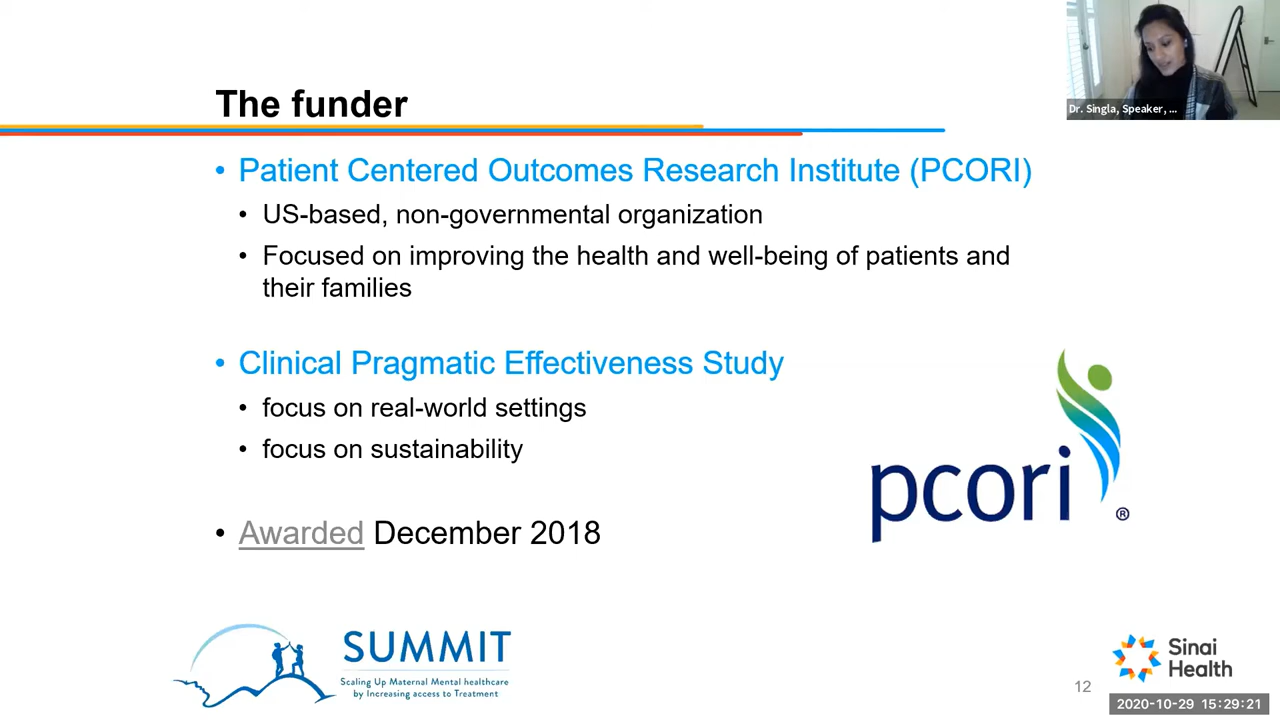 The funder
Dr. Singla, Speaker, ...
• Patient Centered Outcomes Research Institute (PCORI)
• US-based, non-governmental organization
• Focused on improving the health and well-being of patients and
their families
• Clinical Pragmatic Effectiveness Study
• focus on real-world settings
• focus on sustainability
• Awarded December 2018
pcori®
SUMMIT
Scaling Up Maternal Mental healthcare
by Increasing access to Treatment
Sinai
Health
12
2020-10-29 15:29:21